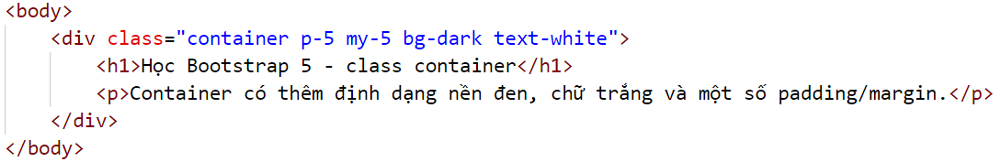 <body>
<div class="container p-5 my-5 bg-dark text-white">
<h1>Học Bootstrap 5 - class container</h1>
<p>Container có thêm định dạng nền đen, chữ trắng và một số padding/margin.</p>
</div>
</body>